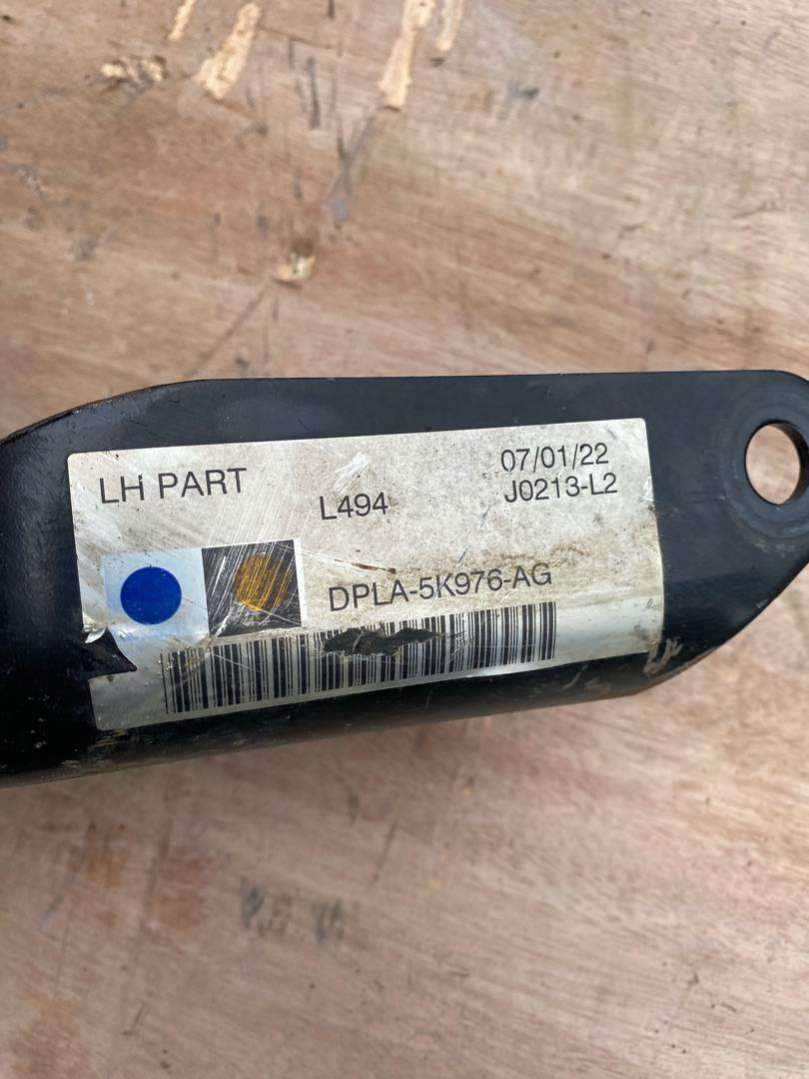 LH PART
L494
07/01/22
J0213-L2
DPLA-5K976-AG